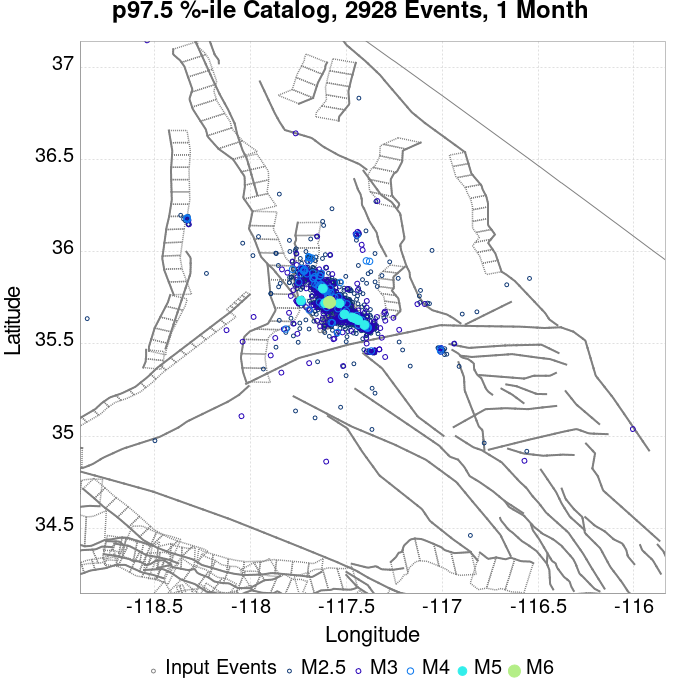 p97.5 %-ile Catalog, 2928 Events, 1 Month
37
36.5
36
35.5
35
34.5
Latitude
-118.5 -118 -117.5 -117 -116.5 -116
Longitude
Input Events M2.5 M3 M4 M5 M6